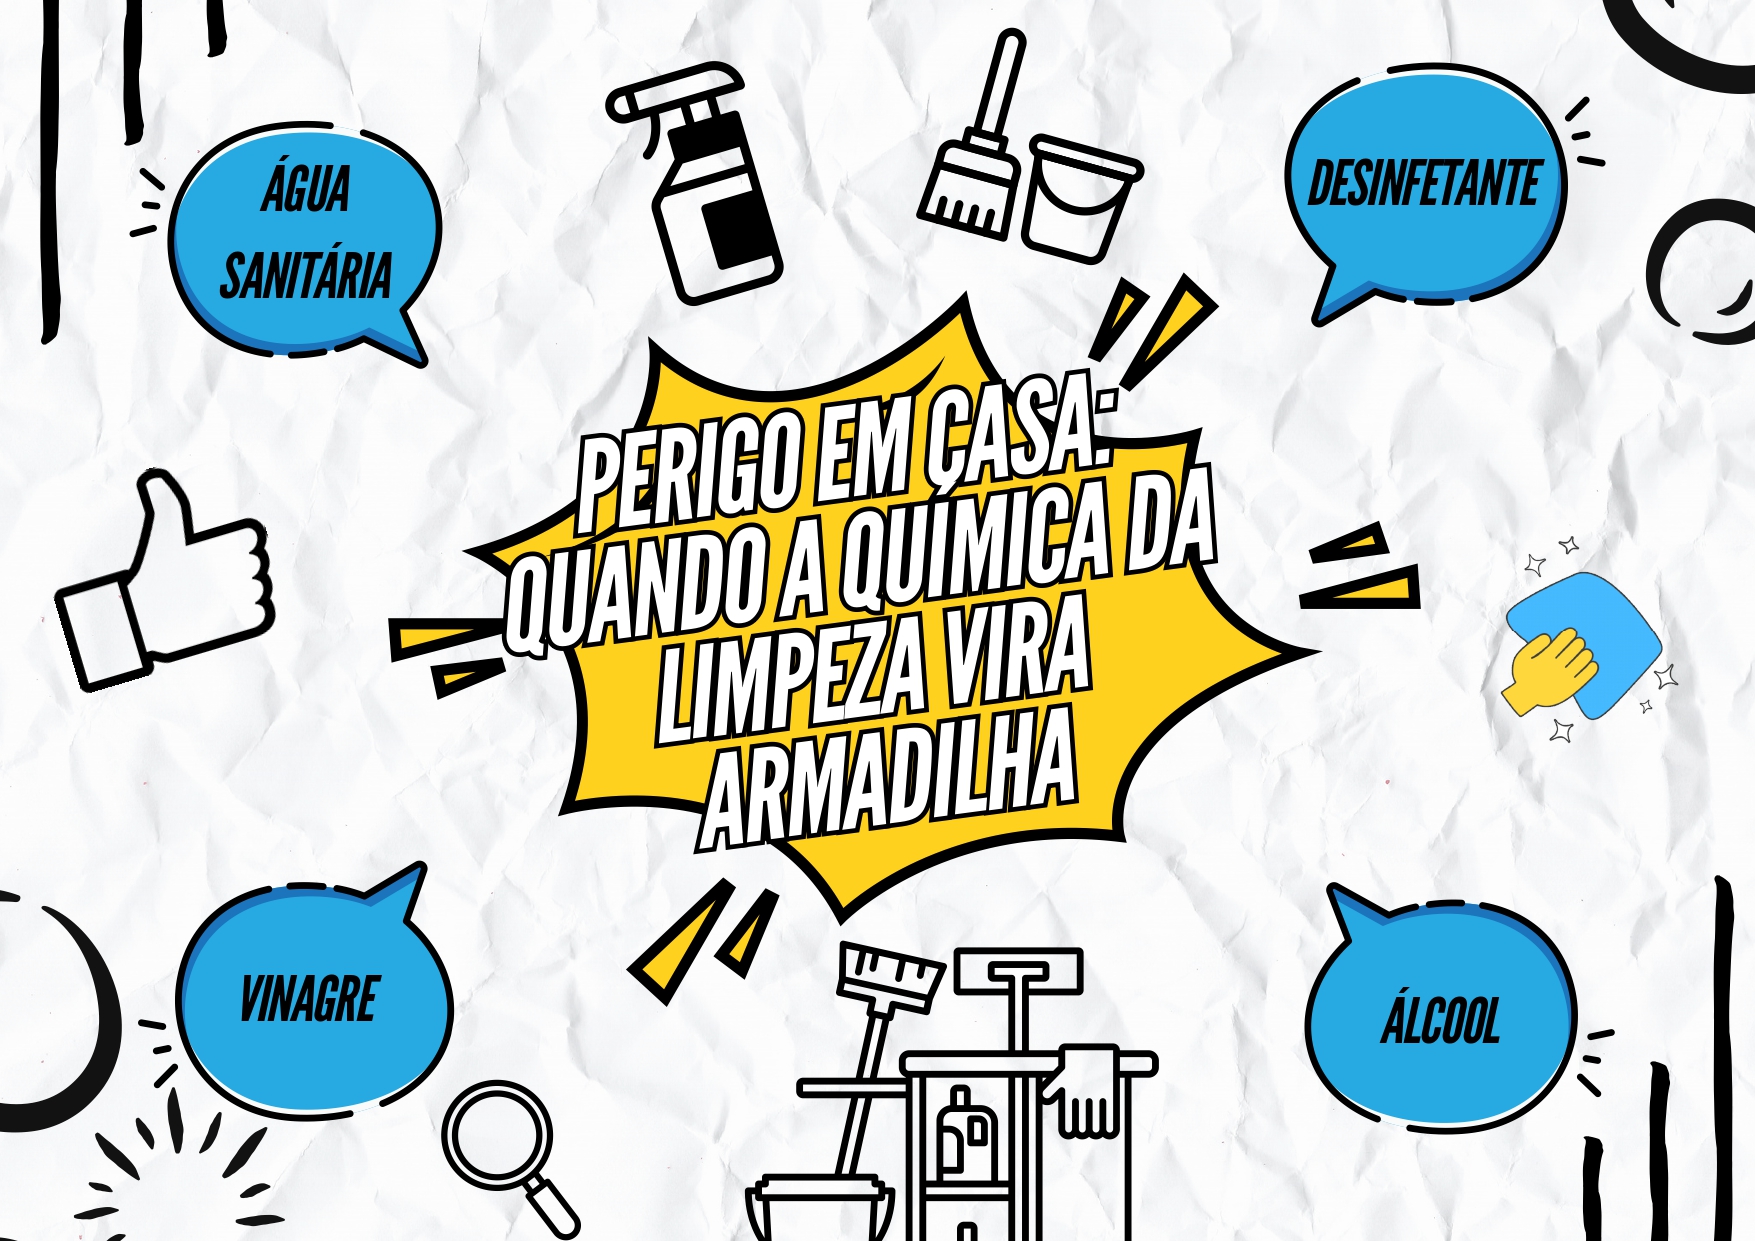 ÁGUA
SANITÁRIA
DESINFETANTE
PERIGO EM CASA:
QUANDO A QUÍMICA DA
LIMPEZA VIRA
ARMADILHA
VINAGRE
ÁLCOOL